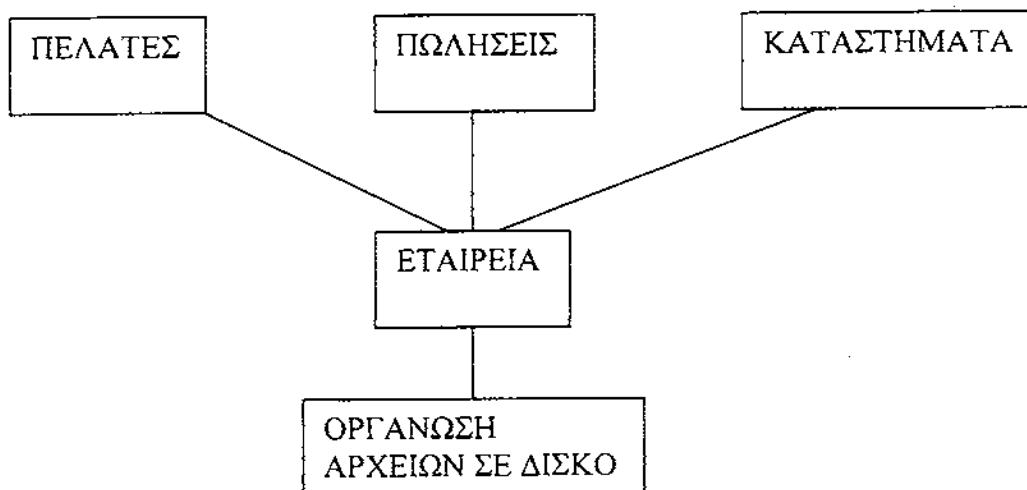 ΠΕΛΑΤΕΣ
ΠΩΛΗΣΕΙΣ
ΚΑΤΑΣΤΗΜΑΤΑ
ΕΤΑΙΡΕΙΑ
ΟΡΓΑΝΩΣΗ
ΑΡΧΕΙΩΝ ΣΕ ΔΙΣΚΟ